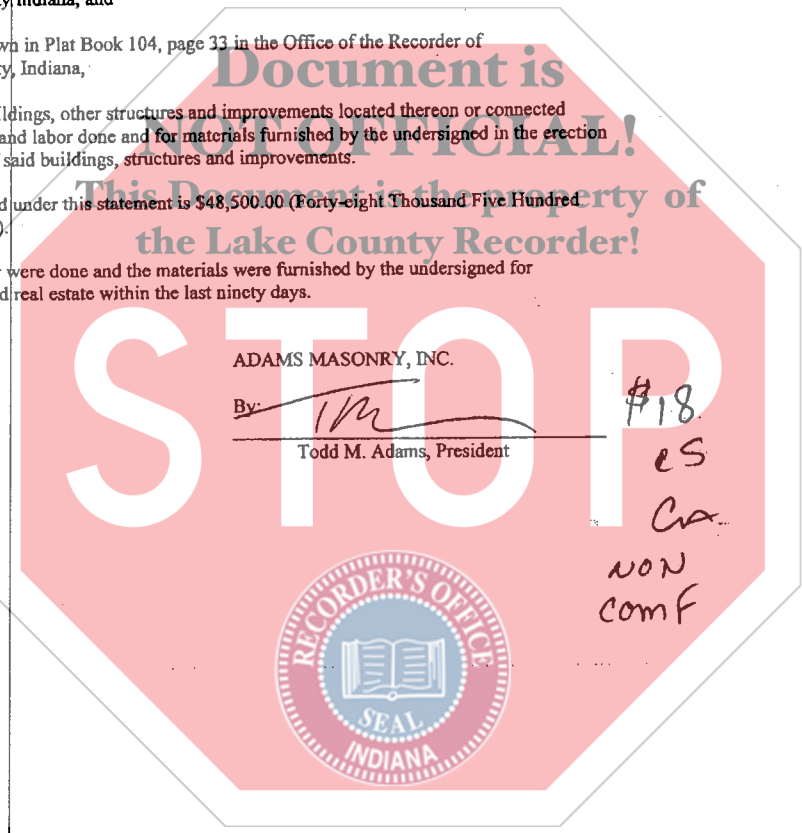 Indiana, and
wn in Plat Book 104, page 33 in the Office of the Recorder of
y, Indiana,
Document is
ldings, other structures and improvements located thereon or connected
NOT OFFICIAL!
and labor done and for materials furnished by the undersigned in the erection
said buildings, structures and improvements.
This Document is the property of
d under this statement is $48,500.00 (Forty-eight Thousand Five Hundred
).
the Lake County Recorder!
were done and the materials were furnished by the undersigned for
d real estate within the last ninety days.
STOP
ADAMS MASONRY, INC.
By:
Todd M. Adams, President
$18.
CS
NON
COM F
RECORDER'S OFFICE
SEAL
INDIANA